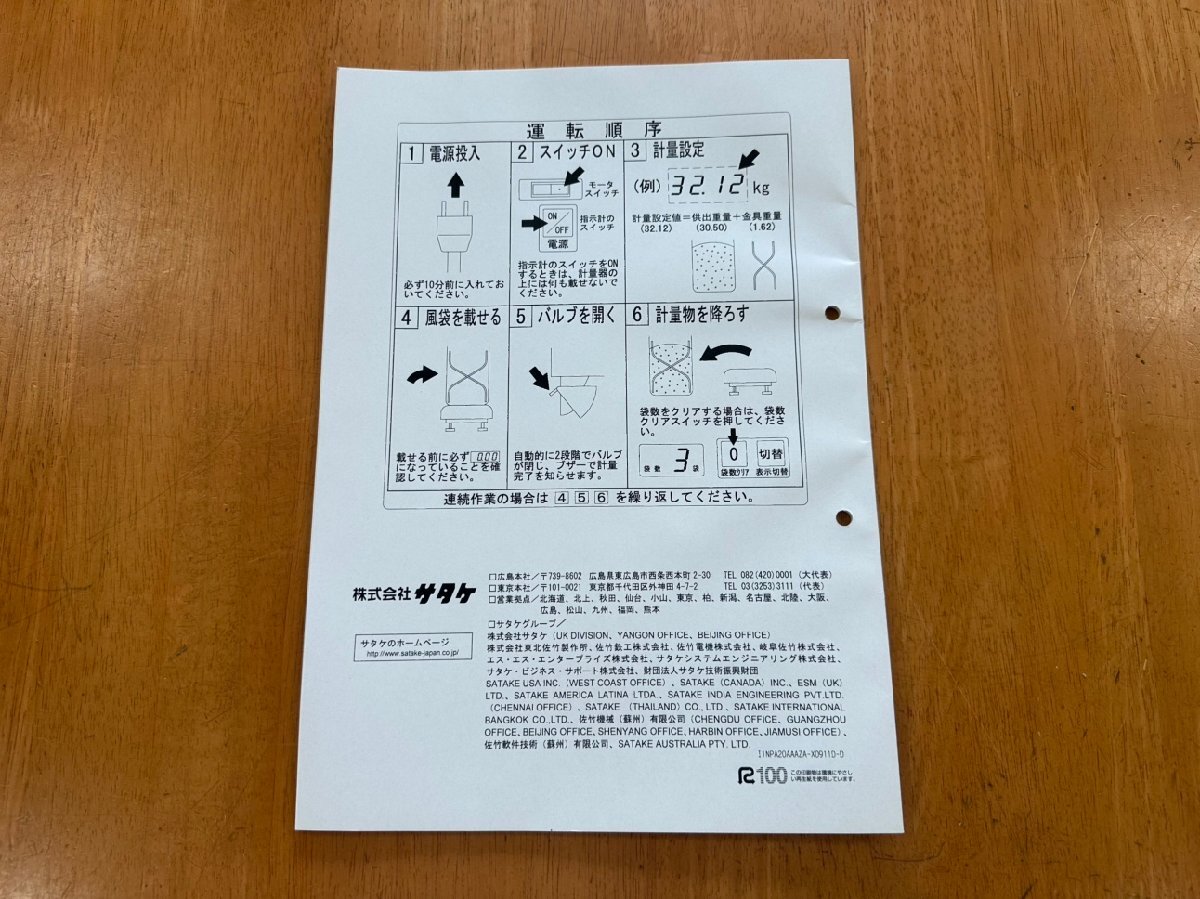 運転順序
1 電源投入
必ず10分前に入れてお
いてください。
2 スイッチON
モータ
スイッチ
ON
OFF
電源
指示計の
スイッチ
指示計のスイッチをON
するときは、計量器の
上には何も載せないで
ください。
3 計量設定
(例) 32.12 kg
計量設定値=供出重量+金具重量
(32.12) (30.50) (1.62)
4 風袋を載せる
載せる前に必ず 0.00
になっていることを確
認してください。
5 バルブを開く
自動的に2段階でバルブ
が閉じ、ブザーで計量
完了を知らせます。
6 計量物を降ろす
袋数をクリアする場合は、袋数
クリアスイッチを押してくださ
い。
袋数 3 袋
0
袋数クリア
切替
表示切替
連続作業の場合は 4 5 6 を繰り返してください。
株式会社 サタケ
サタケのホームページ
http://www.satake-japan.co.jp/
□広島本社/〒739-8602 広島県東広島市西条西本町2-30 TEL 082(420)0001 (大代表)
□東京本社/〒101-0021 東京都千代田区外神田4-7-2 TEL 03(3253)3111 (代表)
□営業拠点/北海道、北上、秋田、仙台、小山、東京、柏、新潟、名古屋、北陸、大阪、
広島、松山、九州、福岡、熊本
□サタケグループ/
株式会社サタケ (UK DIVISION、YANGON OFFICE、BEIJING OFFICE)
株式会社東北佐竹製作所、佐竹鉄工株式会社、佐竹電機株式会社、岐阜佐竹株式会社、
エス・エス・エンタープライズ株式会社、サタケシステムエンジニアリング株式会社、
サタケ・ビジネス・サポート株式会社、財団法人サタケ技術振興財団
SATAKE USA INC. (WEST COAST OFFICE) 、SATAKE (CANADA) INC.、ESM (UK)
LTD.、SATAKE AMERICA LATINA LTDA.、SATAKE INDIA ENGINEERING PVT.LTD.
(CHENNAI OFFICE) 、SATAKE (THAILAND) CO.,LTD.、SATAKE INTERNATIONAL
BANGKOK CO.,LTD.、佐竹機械 (蘇州) 有限公司 (CHENGDU OFFICE、GUANGZHOU
OFFICE、BEIJING OFFICE、SHENYANG OFFICE、HARBIN OFFICE、JIAMUSI OFFICE) 、
佐竹軟件技術 (蘇州) 有限公司、SATAKE AUSTRALIA PTY. LTD.
IINPA20AAAZA-X0911D-D
R100 この印刷物は環境にやさし
い再生紙を使用しています。